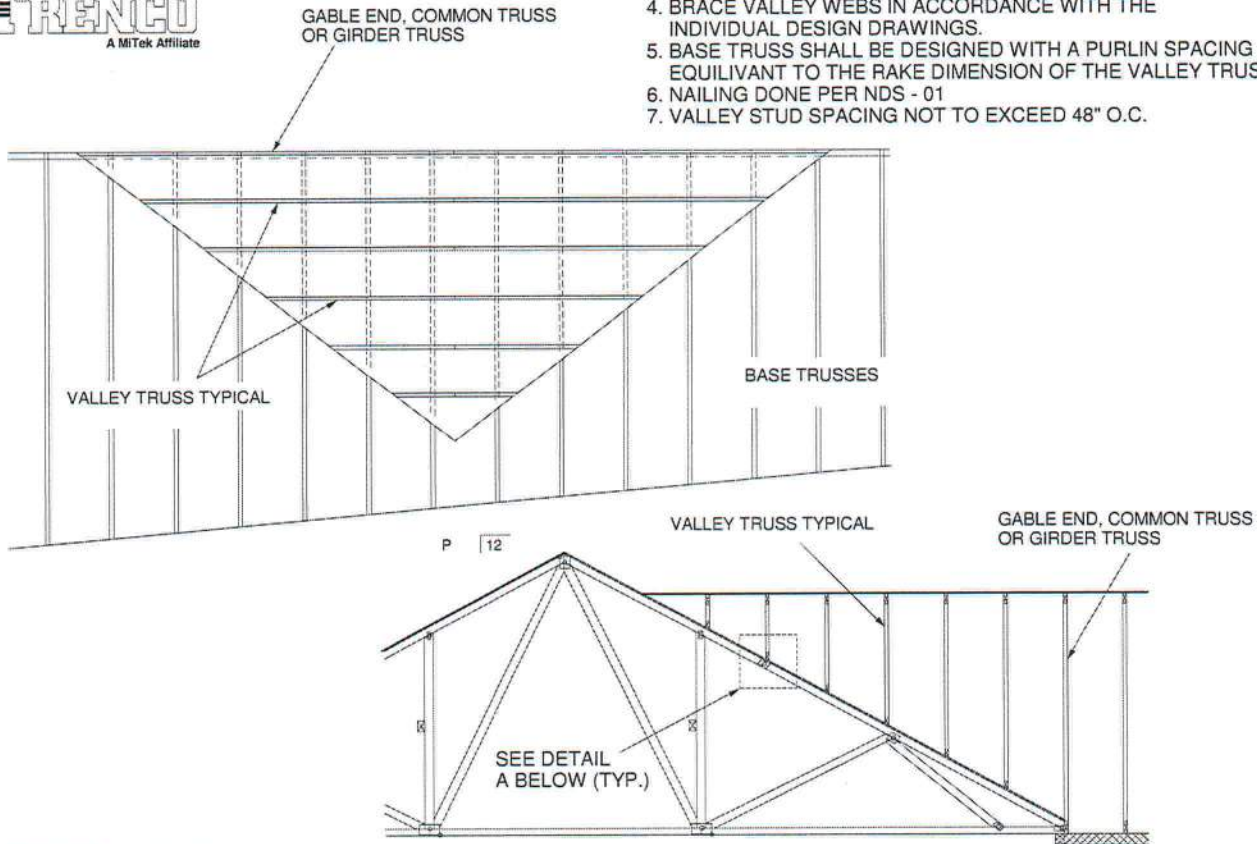 TRENCO
A MiTek Affiliate
GABLE END, COMMON TRUSS
OR GIRDER TRUSS
4. BRACE VALLEY WEBS IN ACCORDANCE WITH THE
INDIVIDUAL DESIGN DRAWINGS.
5. BASE TRUSS SHALL BE DESIGNED WITH A PURLIN SPACING
EQUILIVANT TO THE RAKE DIMENSION OF THE VALLEY TRUS
6. NAILING DONE PER NDS - 01
7. VALLEY STUD SPACING NOT TO EXCEED 48" O.C.
VALLEY TRUSS TYPICAL
BASE TRUSSES
P 12
VALLEY TRUSS TYPICAL
GABLE END, COMMON TRUSS
OR GIRDER TRUSS
SEE DETAIL
A BELOW (TYP.)